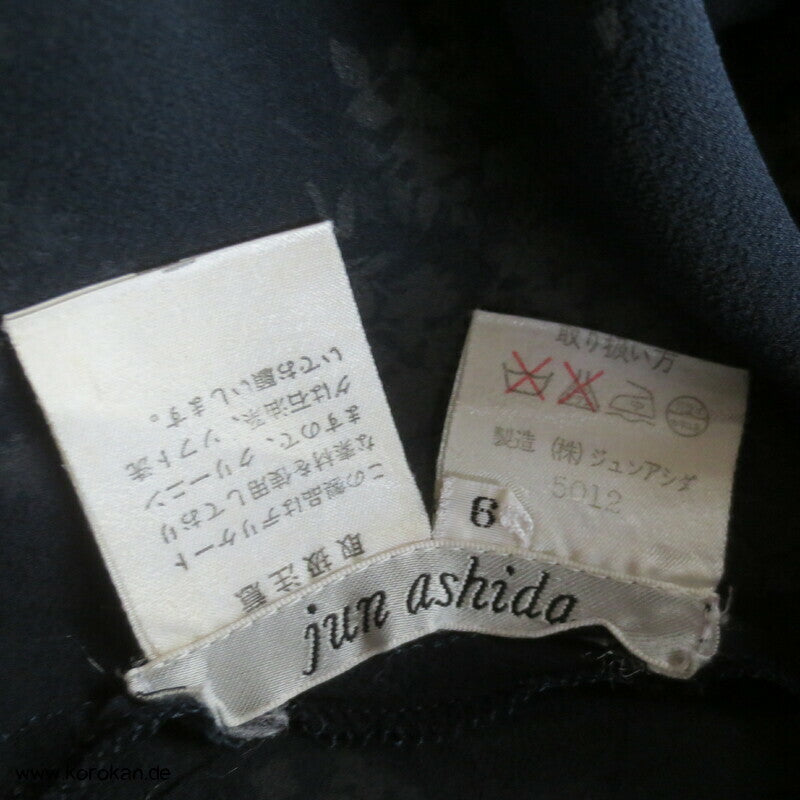 取扱注意
この製品はデリケート
な素材を使用しており
ますので、クリーニン
グは石油系、ソフト洗
いでお願いします。
取り扱い方
製造 (株)ジュンアシダ
5012
6
jun ashida
www.korokan.de